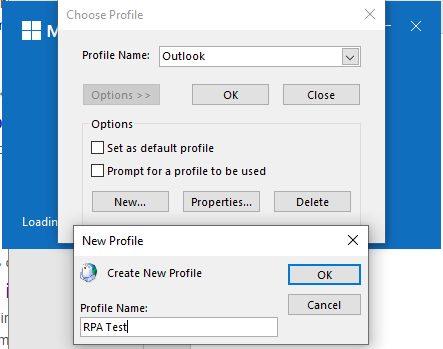 Choose Profile
M
Profile Name: Outlook
Options >> OK Close
Options
Set as default profile
Prompt for a profile to be used
New... Properties... Delete
Loadin
New Profile
Create New Profile OK
Cancel
Profile Name:
RPA Test